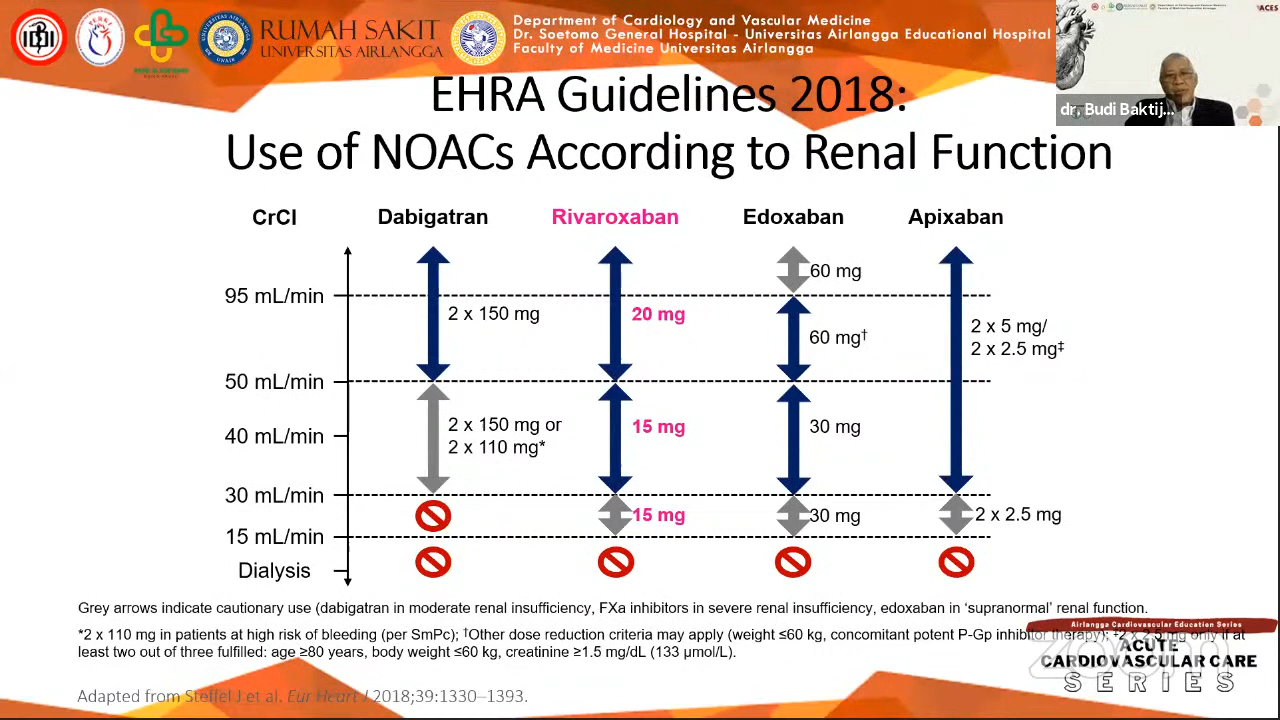 RUMAH SAKIT
UNIVERSITAS AIRLANGGA
Department of Cardiology and Vascular Medicine
Dr. Soetomo General Hospital - Universitas Airlangga Educational Hospital
Faculty of Medicine Universitas Airlangga
dr. Budi Baktij...
EHRA Guidelines 2018:
Use of NOACs According to Renal Function
CrCl Dabigatran Rivaroxaban Edoxaban Apixaban
60 mg
95 mL/min
2 x 150 mg 20 mg 60 mg† 2 x 5 mg/
2 x 2.5 mg‡
50 mL/min
40 mL/min
2 x 150 mg or
2 x 110 mg* 15 mg 30 mg
30 mL/min
15 mg 30 mg 2 x 2.5 mg
15 mL/min
Dialysis
Grey arrows indicate cautionary use (dabigatran in moderate renal insufficiency, FXa inhibitors in severe renal insufficiency, edoxaban in ‘supranormal’ renal function.
*2 x 110 mg in patients at high risk of bleeding (per SmPc); †Other dose reduction criteria may apply (weight ≤60 kg, concomitant potent P-Gp inhibitor therapy); ‡2 x 2.5 mg only if at
least two out of three fulfilled: age ≥80 years, body weight ≤60 kg, creatinine ≥1.5 mg/dL (133 µmol/L).
Adapted from Steffel J et al. Eur Heart J 2018;39:1330–1393.
Airlangga Cardiovascular Education Series
ACUTE
CARDIOVASCULAR CARE
SERIES
zoom